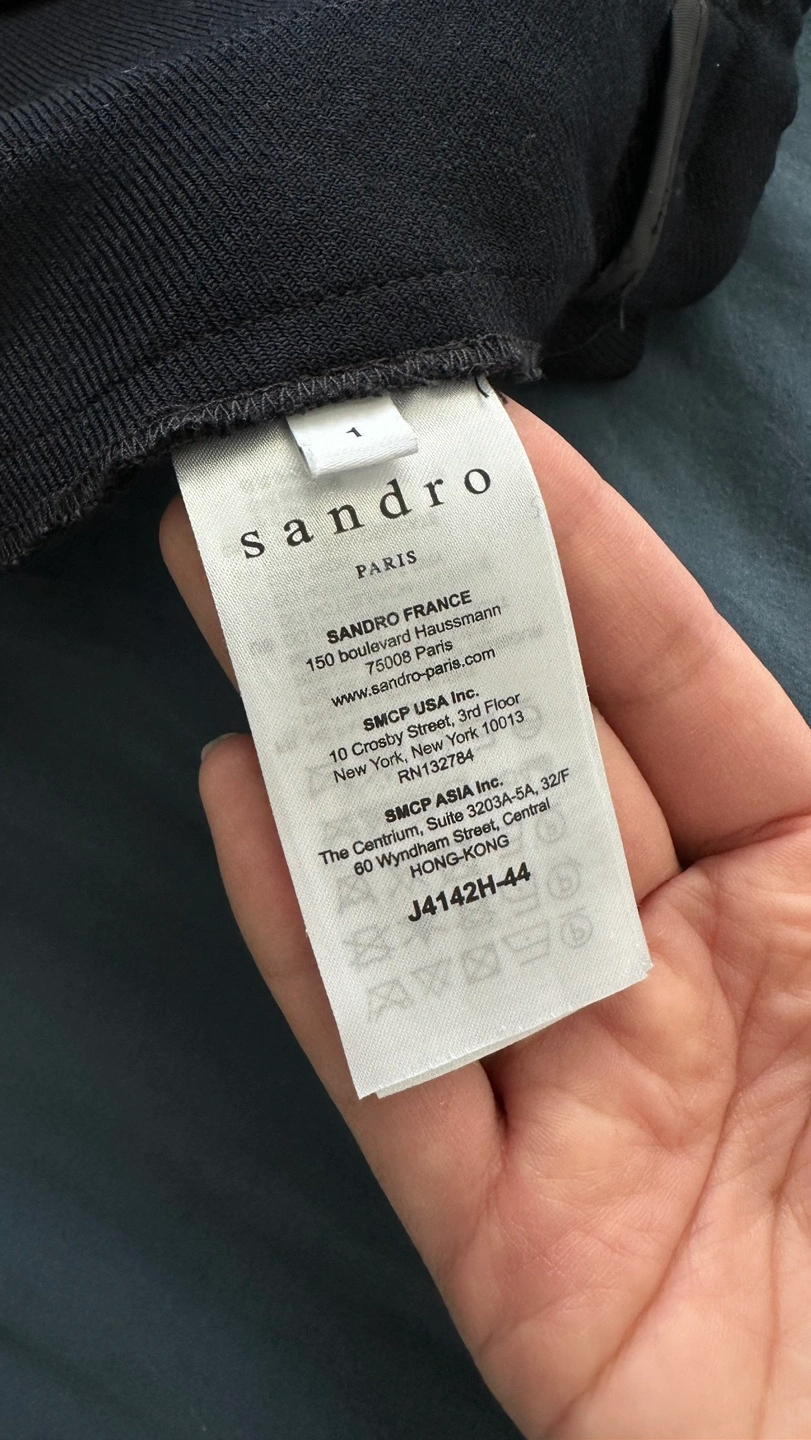 1
sandro
PARIS
SANDRO FRANCE
150 boulevard Haussmann
75008 Paris
www.sandro-paris.com
SMCP USA Inc.
10 Crosby Street, 3rd Floor
New York, New York 10013
RN132784
SMCP ASIA Inc.
The Centrium, Suite 3203A-5A, 32/F
60 Wyndham Street, Central
HONG-KONG
J4142H-44